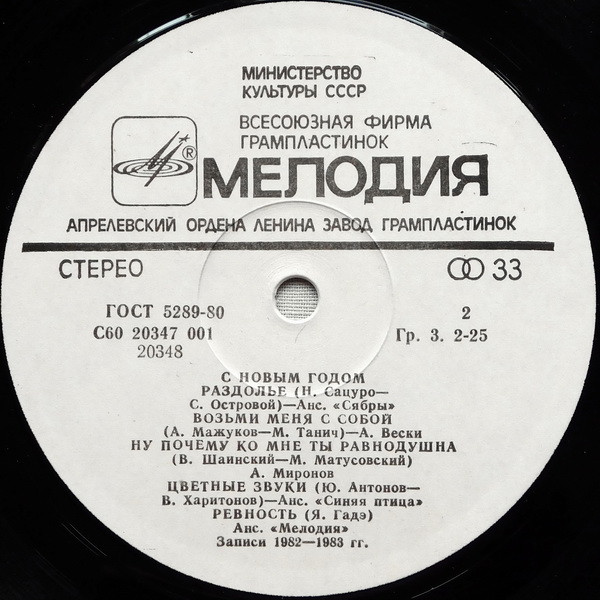 МИНИСТЕРСТВО
КУЛЬТУРЫ СССР
ВСЕСОЮЗНАЯ ФИРМА
ГРАМПЛАСТИНОК
® МЕЛОДИЯ
АПРЕЛЕВСКИЙ ОРДЕНА ЛЕНИНА ЗАВОД ГРАМПЛАСТИНОК
СТЕРЕО 33
ГОСТ 5289-80 2
С60 20347 001 Гр. 3. 2-25
20348
С НОВЫМ ГОДОМ
РАЗДОЛЬЕ (Н. Сацуро—
С. Островой)—Анс. «Сябры»
ВОЗЬМИ МЕНЯ С СОБОЙ
(А. Мажуков—М. Танич)—А. Вески
НУ ПОЧЕМУ КО МНЕ ТЫ РАВНОДУШНА
(В. Шаинский—М. Матусовский)
А. Миронов
ЦВЕТНЫЕ ЗВУКИ (Ю. Антонов—
В. Харитонов)—Анс. «Синяя птица»
РЕВНОСТЬ (Я. Гадэ)
Анс. «Мелодия»
Записи 1982—1983 гг.